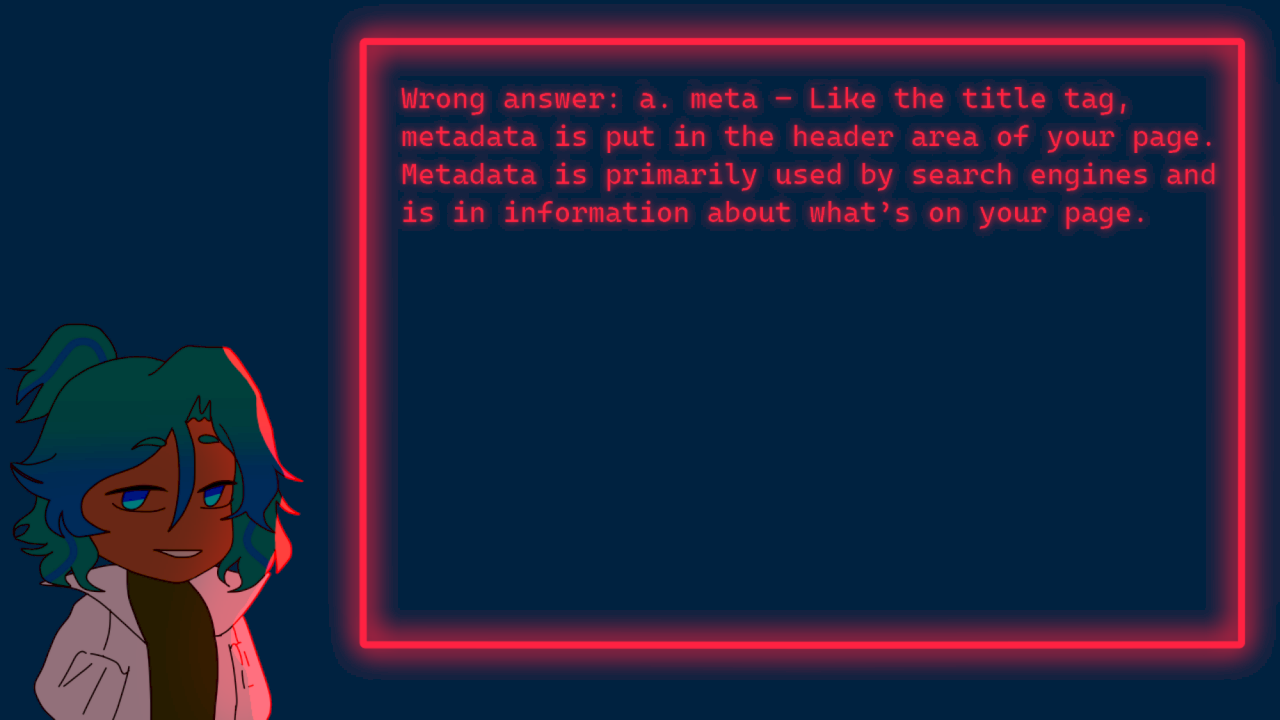 Wrong answer: a. meta – Like the title tag,
metadata is put in the header area of your page.
Metadata is primarily used by search engines and
is in information about what’s on your page.